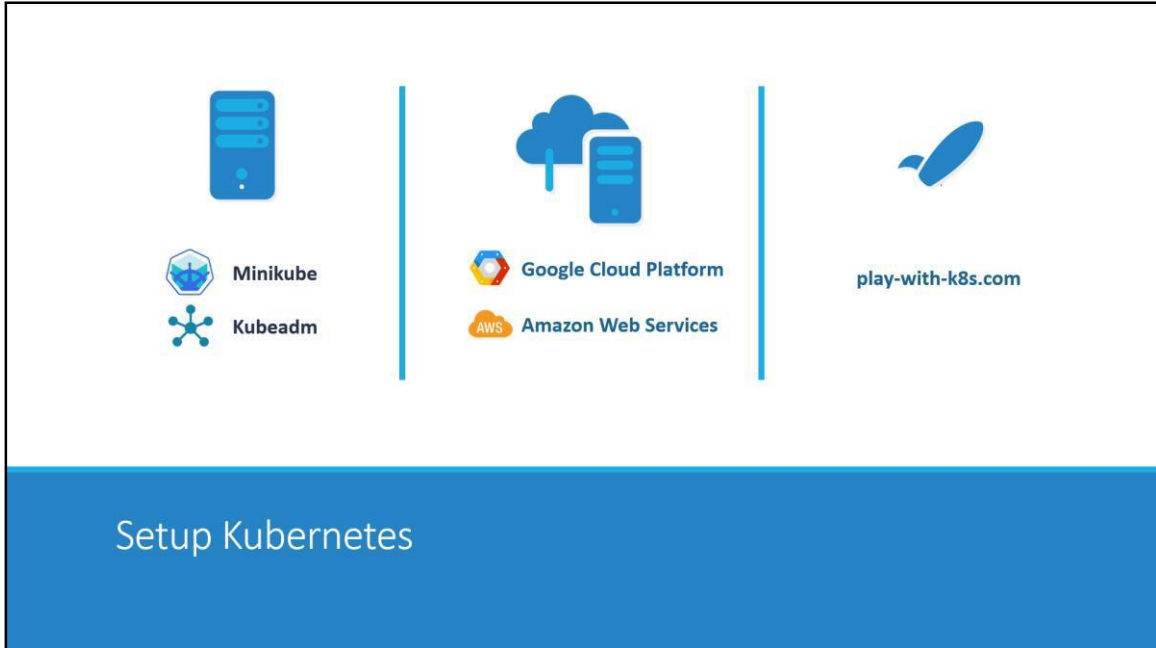 Minikube
Kubeadm
Google Cloud Platform
AWS
Amazon Web Services
play-with-k8s.com
Setup Kubernetes